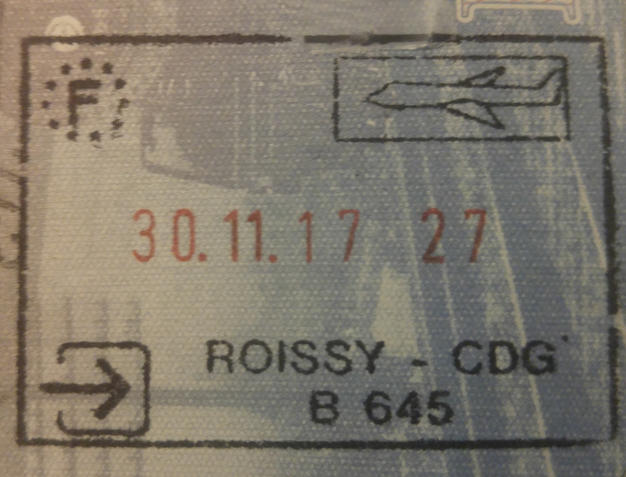 F
30.11.17 27
ROISSY - CDG
B 645